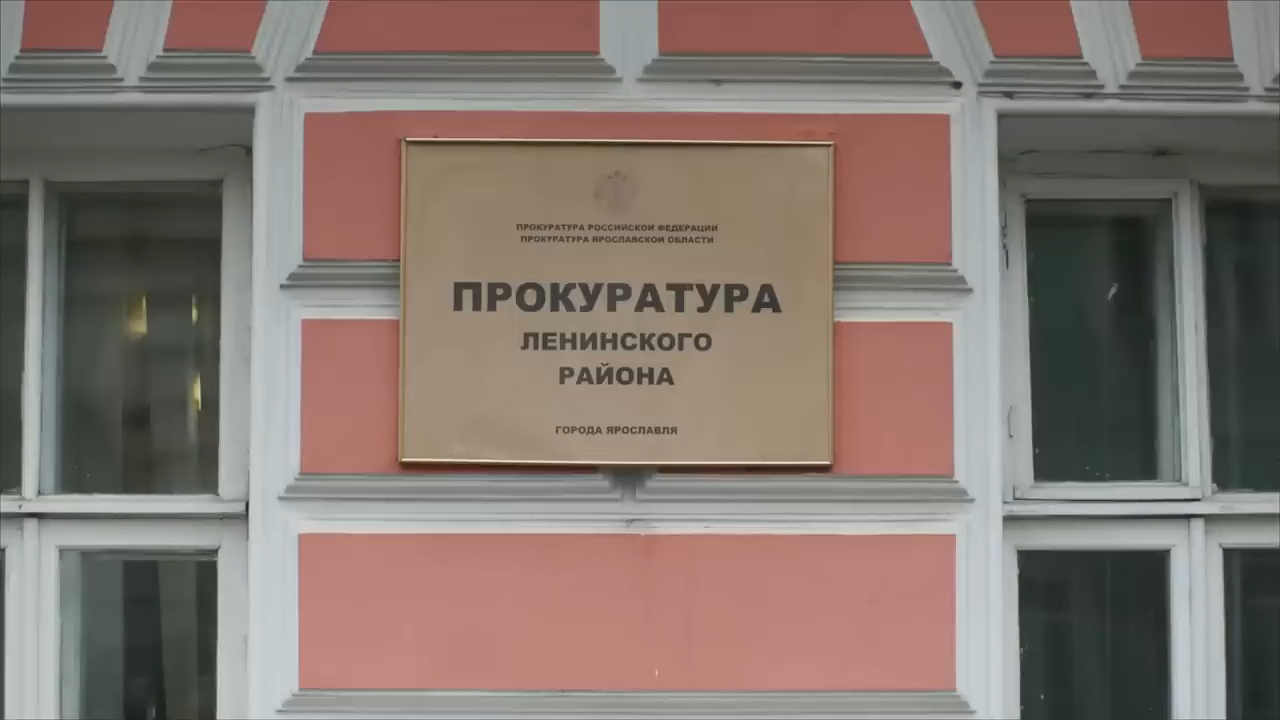 ПРОКУРАТУРА РОССИЙСКОЙ ФЕДЕРАЦИИ
ПРОКУРАТУРА ЯРОСЛАВСКОЙ ОБЛАСТИ
ПРОКУРАТУРА
ЛЕНИНСКОГО
РАЙОНА
ГОРОДА ЯРОСЛАВЛЯ